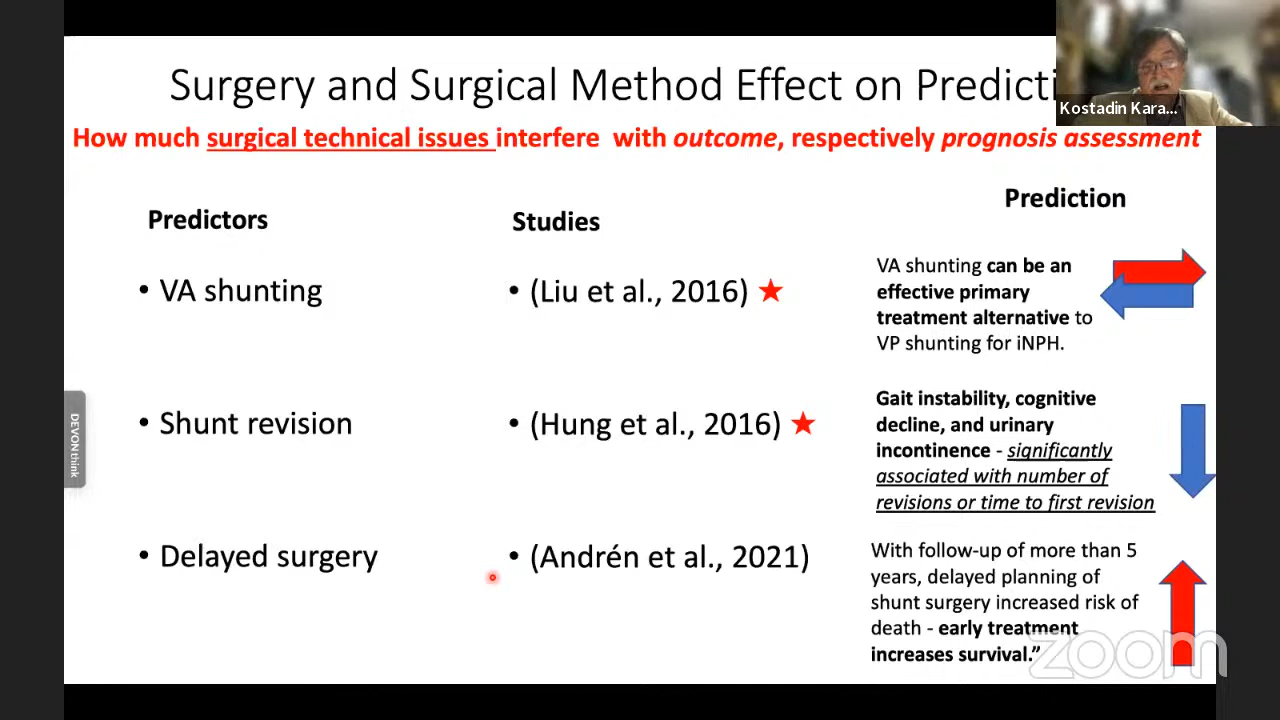 Surgery and Surgical Method Effect on Predicti
Kostadin Kara...
How much surgical technical issues interfere with outcome, respectively prognosis assessment
Predictors
Studies
Prediction
• VA shunting
• (Liu et al., 2016) ★
VA shunting can be an
effective primary
treatment alternative to
VP shunting for iNPH.
• Shunt revision
• (Hung et al., 2016) ★
Gait instability, cognitive
decline, and urinary
incontinence - significantly
associated with number of
revisions or time to first revision
• Delayed surgery
• (Andrén et al., 2021)
With follow-up of more than 5
years, delayed planning of
shunt surgery increased risk of
death - early treatment
increases survival.”
DEVONthink
zoom